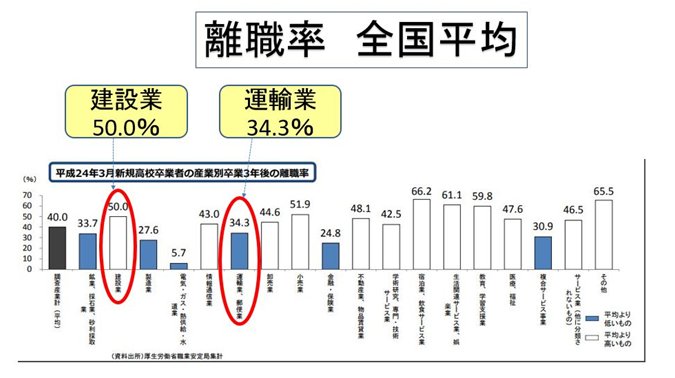 離職率　全国平均
建設業
50.0%
運輸業
34.3%
平成24年3月新規高校卒業者の産業別卒業3年後の離職率
(%)
70
60
50
40
30
20
10
0
40.0
33.7
50.0
27.6
5.7
43.0
34.3
44.6
51.9
24.8
48.1
42.5
66.2
61.1
59.8
47.6
30.9
46.5
65.5
調査産業計（平均）
鉱業、採石業、砂利採取業
建設業
製造業
電気・ガス・熱供給・水道業
情報通信業
運輸業、郵便業
卸売業
小売業
金融・保険業
不動産業、物品賃貸業
学術研究、専門・技術サービス業
宿泊業、飲食サービス業
生活関連サービス業、娯楽業
教育、学習支援業
医療、福祉
複合サービス事業
サービス業（他に分類されないもの）
その他
平均より
低いもの
平均より
高いもの
(資料出所)厚生労働省職業安定局集計